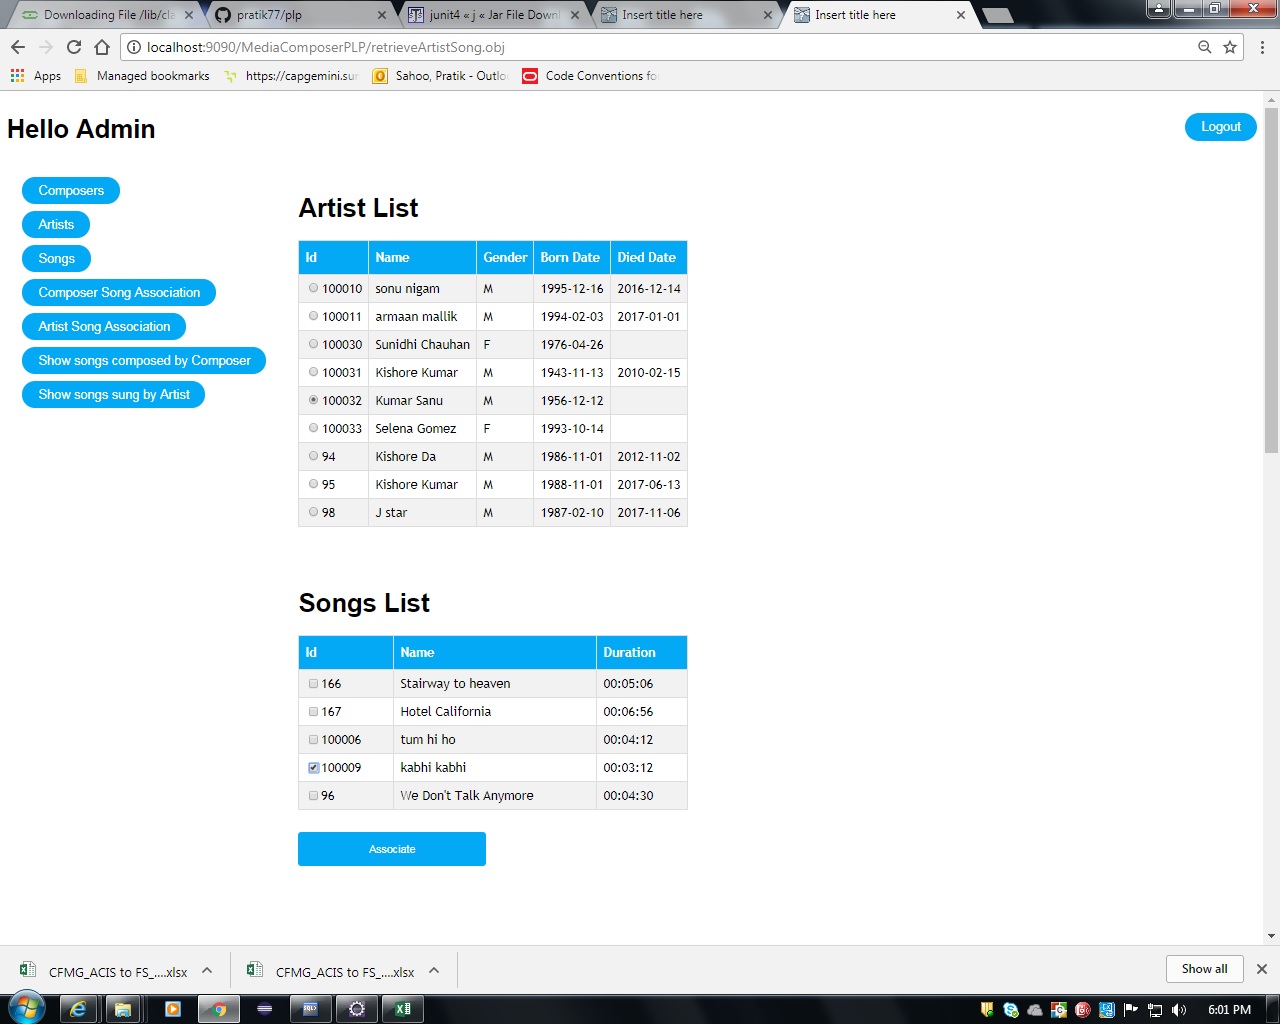 Downloading File /lib/cla
pratik77/plp
junit4 « j « Jar File Downl
Insert title here
Insert title here
localhost:9090/MediaComposerPLP/retrieveArtistSong.obj
Apps
Managed bookmarks
https://capgemini.sur
Sahoo, Pratik - Outlo
Code Conventions fo
Hello Admin
Logout
Composers
Artists
Songs
Composer Song Association
Artist Song Association
Show songs composed by Composer
Show songs sung by Artist
Artist List
Id Name Gender Born Date Died Date
100010 sonu nigam M 1995-12-16 2016-12-14
100011 armaan mallik M 1994-02-03 2017-01-01
100030 Sunidhi Chauhan F 1976-04-26
100031 Kishore Kumar M 1943-11-13 2010-02-15
100032 Kumar Sanu M 1956-12-12
100033 Selena Gomez F 1993-10-14
94 Kishore Da M 1986-11-01 2012-11-02
95 Kishore Kumar M 1988-11-01 2017-06-13
98 J star M 1987-02-10 2017-11-06
Songs List
Id Name Duration
166 Stairway to heaven 00:05:06
167 Hotel California 00:06:56
100006 tum hi ho 00:04:12
100009 kabhi kabhi 00:03:12
96 We Don't Talk Anymore 00:04:30
Associate
CFMG_ACIS to FS_....xlsx
CFMG_ACIS to FS_....xlsx
Show all
6:01 PM